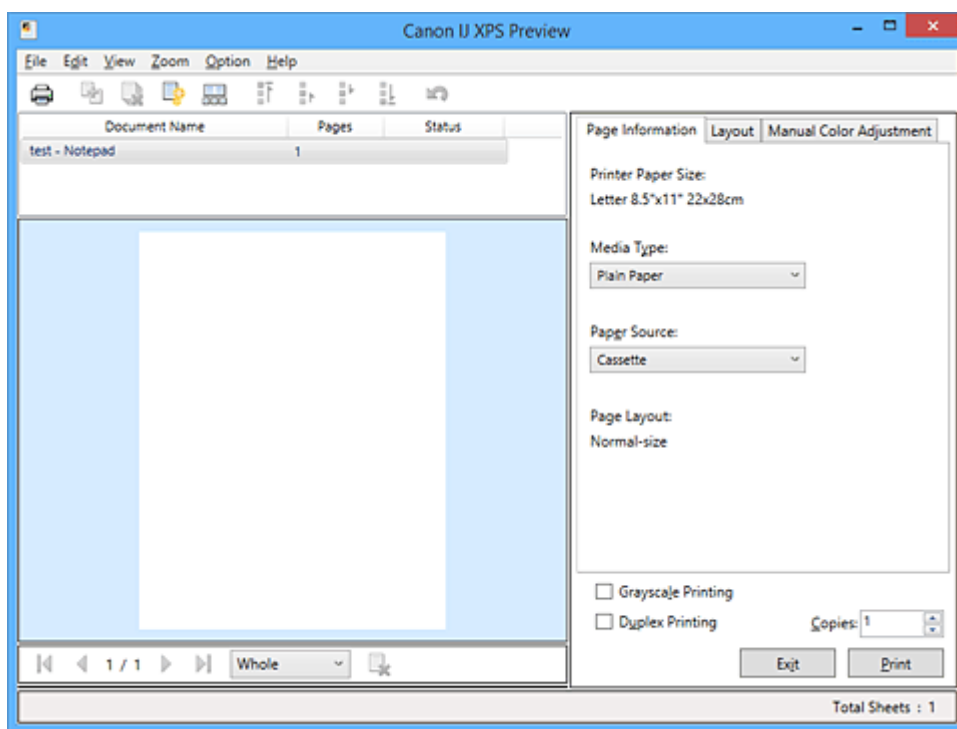 Canon IJ XPS Preview
File Edit View Zoom Option Help
Document Name Pages Status
test - Notepad 1
Page Information Layout Manual Color Adjustment
Printer Paper Size:
Letter 8.5"x11" 22x28cm
Media Type:
Plain Paper
Paper Source:
Cassette
Page Layout:
Normal-size
Grayscale Printing
Duplex Printing Copies: 1
1 / 1 Whole
Exit Print
Total Sheets : 1